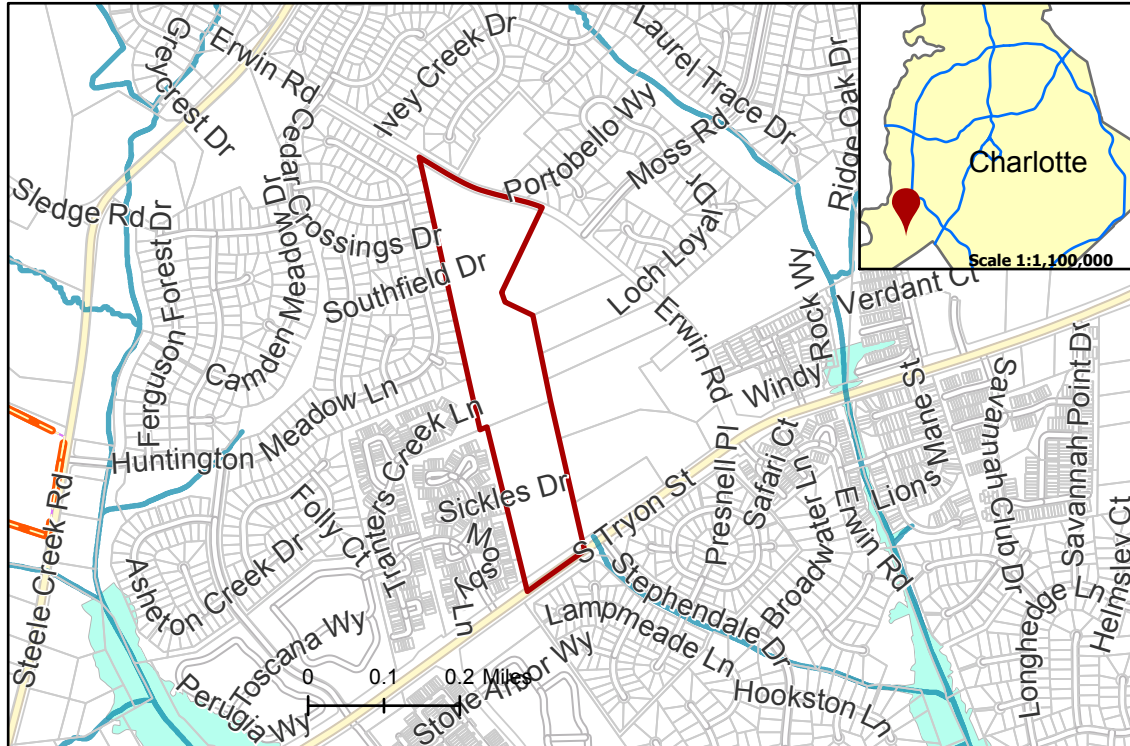 Greycrest Dr
Erwin Rd
Ivey Creek Dr
Laurel Trace Dr
Ridge Oak Dr
Charlotte
Scale 1:1,100,000
Cedar Crossings Dr
Portobello Wy
Moss Rd
Sledge Rd
Ferguson Forest Dr
Camden Meadow Dr
Southfield Dr
Loch Loyal Dr
Erwin Rd
Windy Rock Wy
Verdant Ct
Huntington Meadow Ln
Steele Creek Rd
Asheton Creek Dr
Folly Ct
Tranters Creek Ln
Sickles Dr
Mosby Ln
S Tryon St
Presnell Pl
Safari Ct
Broadwater Ln
Erwin Rd
Lions Mane St
Savannah Club Dr
Savannah Point Dr
Longhedge Ln
Helmsley Ct
Stephendale Dr
Lampmeade Ln
Hookston Ln
Toscana Wy
Perugia Wy
Stone Arbor Wy
0 0.1 0.2 Miles